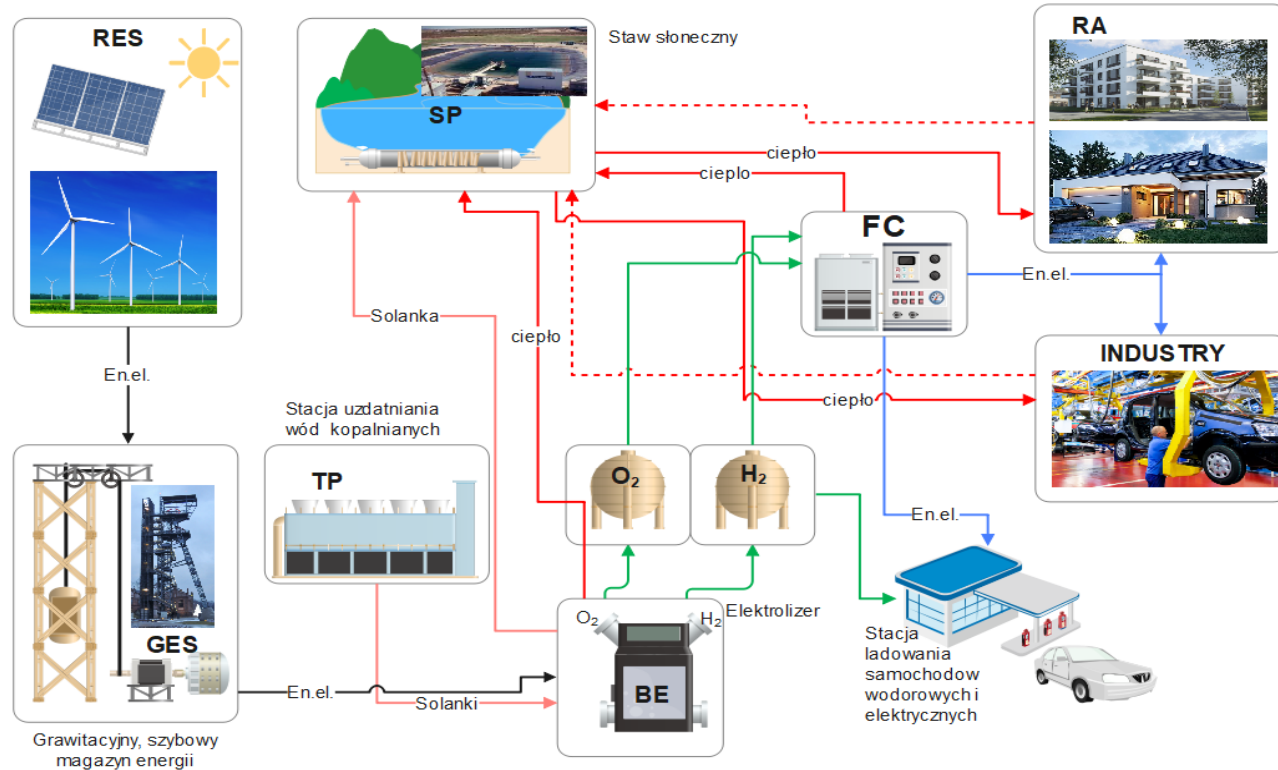 RES
SP
Staw słoneczny
RA
ciepło
cieplo
FC
En.el.
Solanka
ciepło
INDUSTRY
ciepło
En.el.
Stacja uzdatniania
wód kopalnianych
TP
O₂
H₂
En.el.
GES
Grawitacyjny, szybowy
magazyn energii
En.el.
Solanki
O₂
H₂
Elektrolizer
BE
Stacja
ladowania
samochodow
wodorowych i
elektrycznych